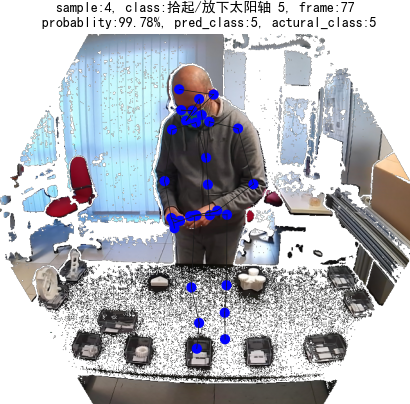 sample:4, class:拾起/放下太阳轴 5, frame:77
probablity:99.78%, pred_class:5, actural_class:5